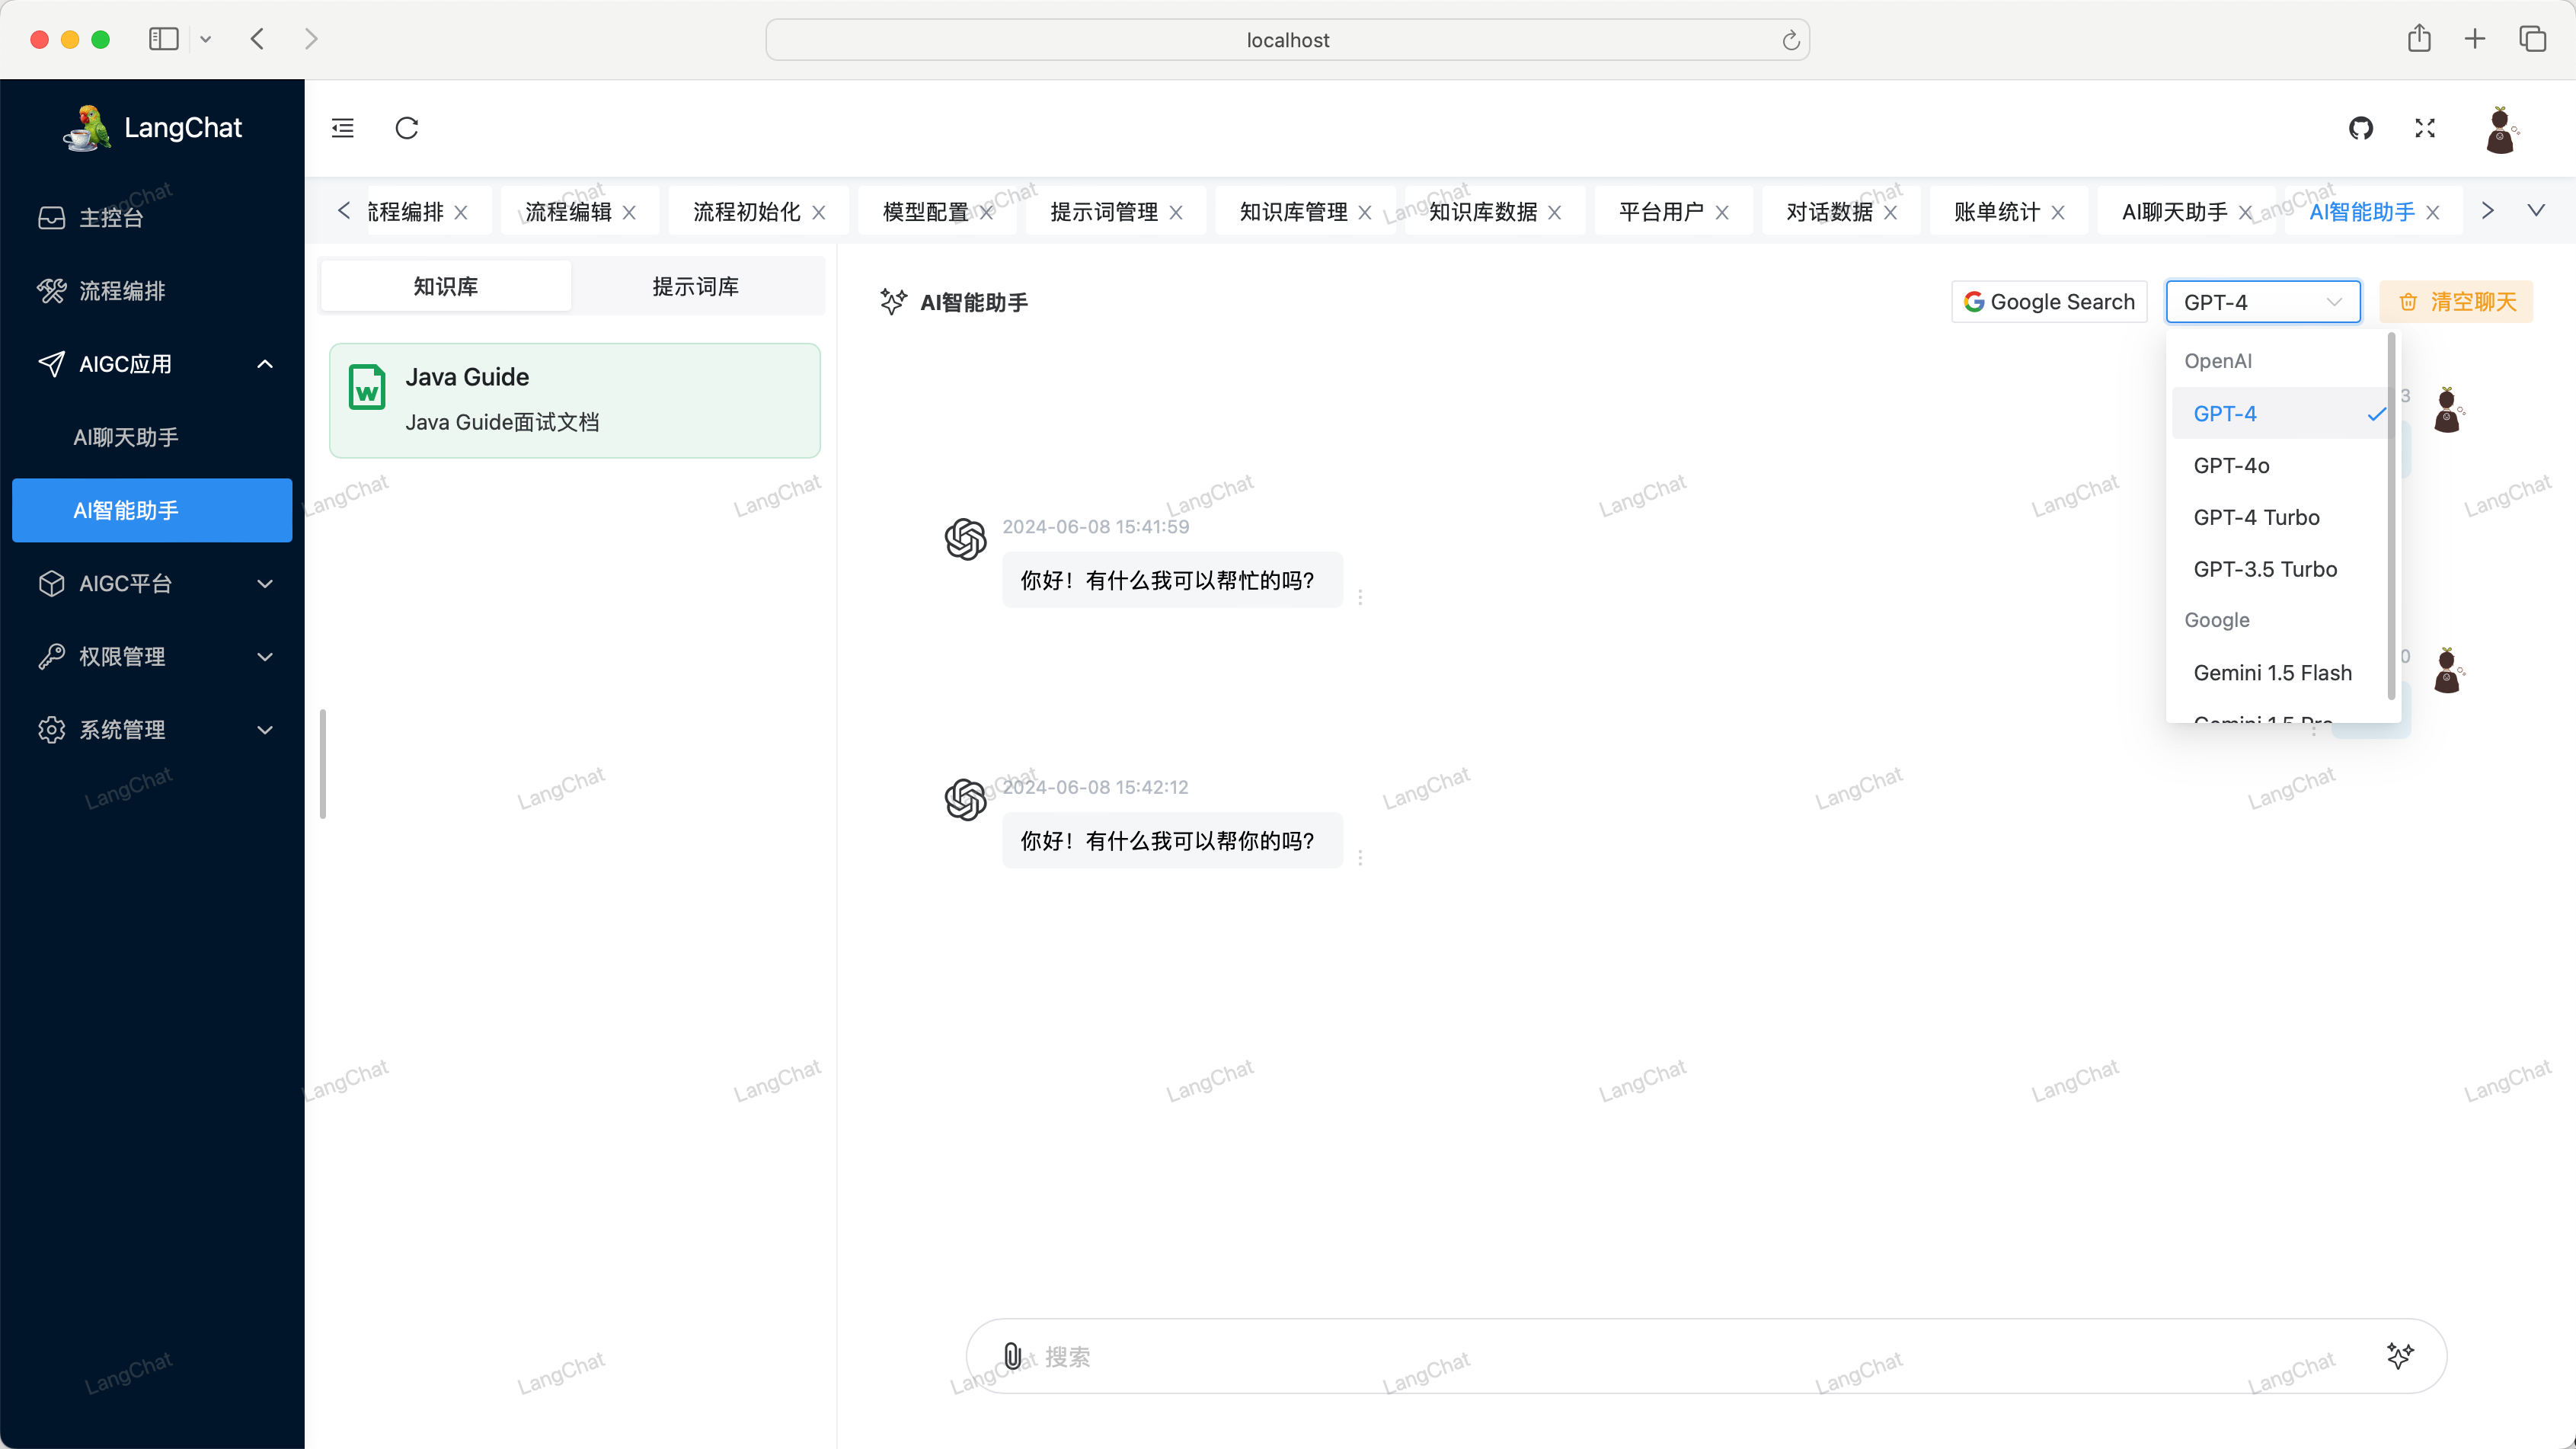 localhost
LangChat
主控台
流程编排
AIGC应用
AI聊天助手
AI智能助手
AIGC平台
权限管理
系统管理
流程编排
流程编辑
流程初始化
模型配置
提示词管理
知识库管理
知识库数据
平台用户
对话数据
账单统计
AI聊天助手
AI智能助手
知识库
提示词库
Java Guide
Java Guide面试文档
AI智能助手
Google Search
GPT-4
清空聊天
OpenAI
GPT-4
GPT-4o
GPT-4 Turbo
GPT-3.5 Turbo
Google
Gemini 1.5 Flash
Gemini 1.5 Pro
3
2024-06-08 15:41:59
你好！有什么我可以帮忙的吗？
0
2024-06-08 15:42:12
你好！有什么我可以帮你的吗？
搜索
LangChat